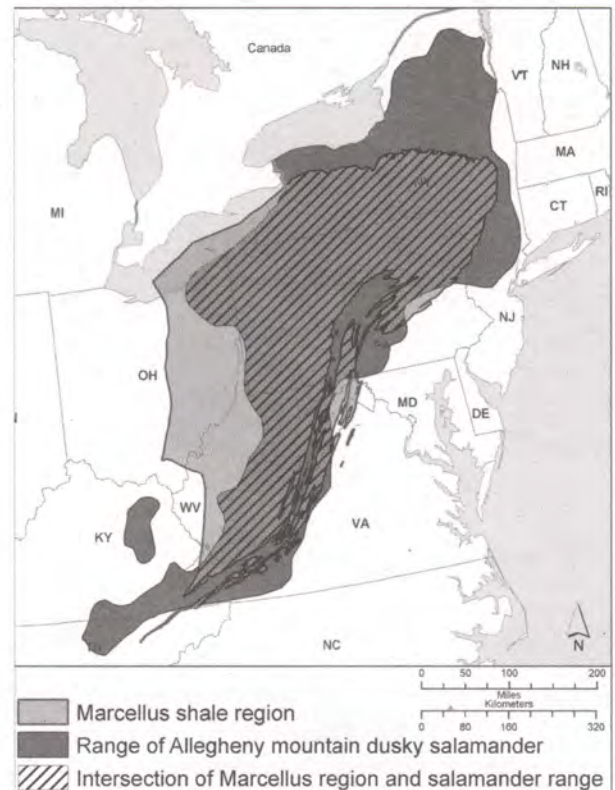 Canada
VT
NH
NY
MA
MI
CT
RI
NJ
OH
MD
DE
WV
VA
KY
NC
N
0 50 100 200
Miles
Kilometers
0 80 160 320
Marcellus shale region
Range of Allegheny mountain dusky salamander
Intersection of Marcellus region and salamander range